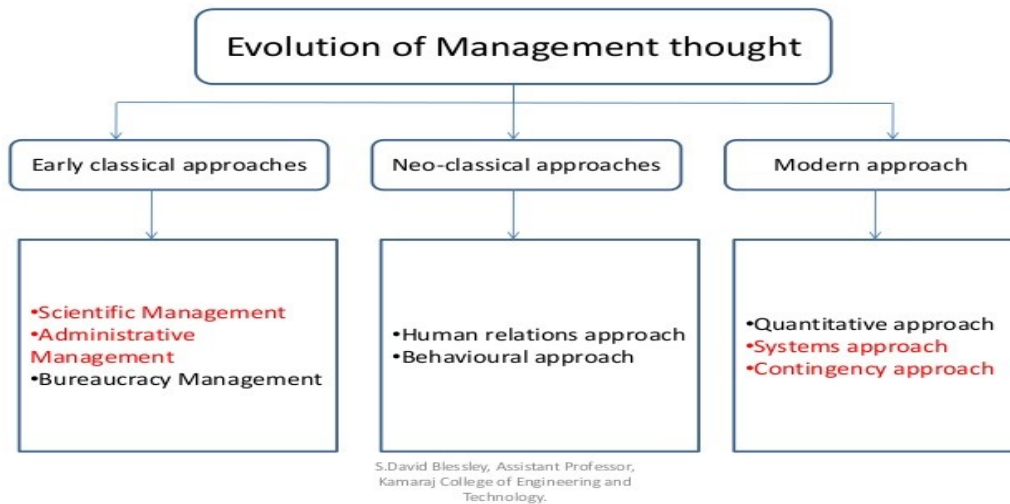 Evolution of Management thought
Early classical approaches
Neo-classical approaches
Modern approach
•Scientific Management
•Administrative
Management
•Bureaucracy Management
•Human relations approach
•Behavioural approach
•Quantitative approach
•Systems approach
•Contingency approach
S.David Blessley, Assistant Professor,
Kamaraj College of Engineering and
Technology.